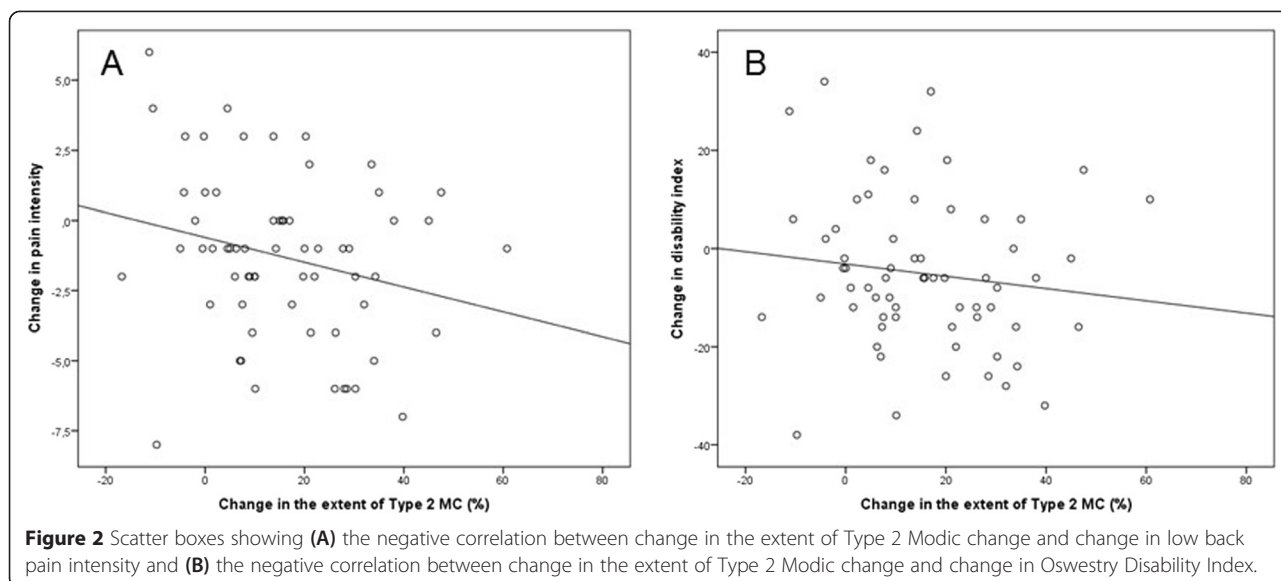 A
Change in pain intensity
5,0
2,5
,0
-2,5
-5,0
-7,5
-20 0 20 40 60 80
Change in the extent of Type 2 MC (%)
B
Change in disability index
40
20
0
-20
-40
-20 0 20 40 60 80
Change in the extent of Type 2 MC (%)
Figure 2 Scatter boxes showing (A) the negative correlation between change in the extent of Type 2 Modic change and change in low back
pain intensity and (B) the negative correlation between change in the extent of Type 2 Modic change and change in Oswestry Disability Index.